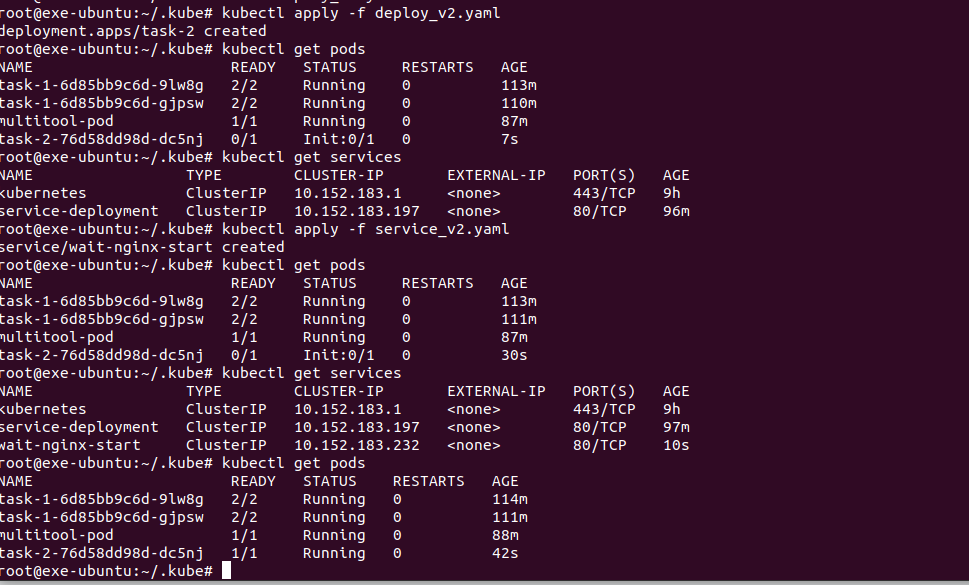 root@exe-ubuntu:~/.kube# kubectl apply -f deploy_v2.yaml
deployment.apps/task-2 created
root@exe-ubuntu:~/.kube# kubectl get pods
NAME                      READY   STATUS     RESTARTS   AGE
task-1-6d85bb9c6d-9lw8g   2/2     Running    0          113m
task-1-6d85bb9c6d-gjpsw   2/2     Running    0          110m
multitool-pod             1/1     Running    0          87m
task-2-76d58dd98d-dc5nj   0/1     Init:0/1   0          7s
root@exe-ubuntu:~/.kube# kubectl get services
NAME                 TYPE        CLUSTER-IP       EXTERNAL-IP   PORT(S)   AGE
kubernetes           ClusterIP   10.152.183.1     <none>        443/TCP   9h
service-deployment   ClusterIP   10.152.183.197   <none>        80/TCP    96m
root@exe-ubuntu:~/.kube# kubectl apply -f service_v2.yaml
service/wait-nginx-start created
root@exe-ubuntu:~/.kube# kubectl get pods
NAME                      READY   STATUS     RESTARTS   AGE
task-1-6d85bb9c6d-9lw8g   2/2     Running    0          113m
task-1-6d85bb9c6d-gjpsw   2/2     Running    0          111m
multitool-pod             1/1     Running    0          87m
task-2-76d58dd98d-dc5nj   0/1     Init:0/1   0          30s
root@exe-ubuntu:~/.kube# kubectl get services
NAME                 TYPE        CLUSTER-IP       EXTERNAL-IP   PORT(S)   AGE
kubernetes           ClusterIP   10.152.183.1     <none>        443/TCP   9h
service-deployment   ClusterIP   10.152.183.197   <none>        80/TCP    97m
wait-nginx-start     ClusterIP   10.152.183.232   <none>        80/TCP    10s
root@exe-ubuntu:~/.kube# kubectl get pods
NAME                      READY   STATUS    RESTARTS   AGE
task-1-6d85bb9c6d-9lw8g   2/2     Running   0          114m
task-1-6d85bb9c6d-gjpsw   2/2     Running   0          111m
multitool-pod             1/1     Running   0          88m
task-2-76d58dd98d-dc5nj   1/1     Running   0          42s
root@exe-ubuntu:~/.kube#